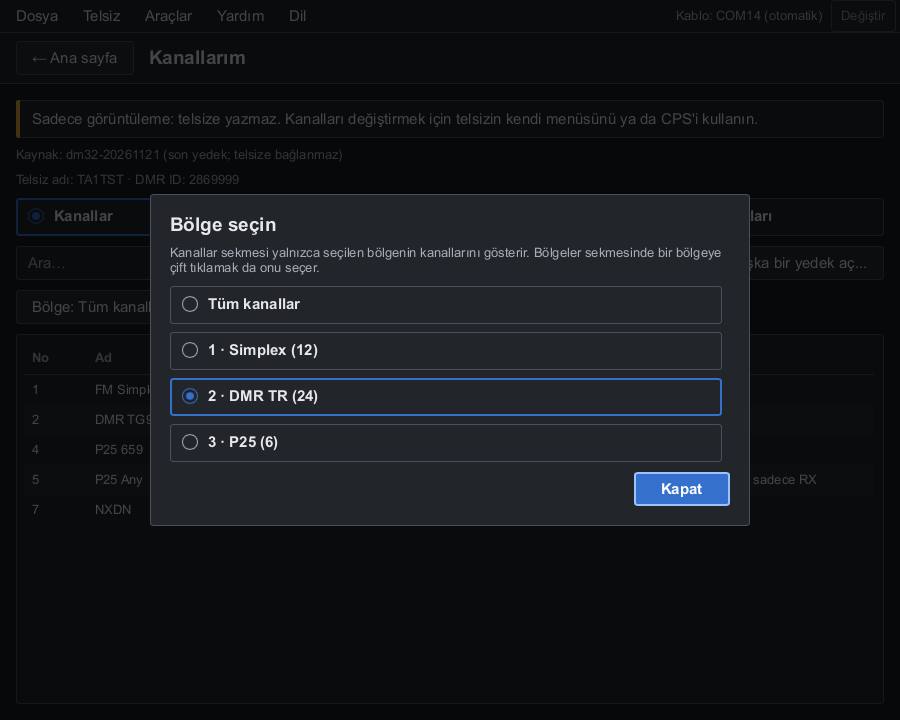 Dosya Telsiz Araçlar Yardım Dil Kablo: COM14 (otomatik) Değiştir
← Ana sayfa Kanallarım
Sadece görüntüleme: telsize yazmaz. Kanalları değiştirmek için telsizin kendi menüsünü ya da CPS'i kullanın.
Kaynak: dm32-20261121 (son yedek; telsize bağlanmaz)
Telsiz adı: TA1TST · DMR ID: 2869999
Kanallar
Ara... bir yedek aç...
Bölge: Tüm
No Ad
1 FM
2 DMR
4 P25 659
5 P25 Any sadece RX
7 NXDN
Bölge seçin
Kanallar sekmesi yalnızca seçilen bölgenin kanallarını gösterir. Bölgeler sekmesinde bir bölgeye
çift tıklamak da onu seçer.
Tüm kanallar
1 · Simplex (12)
2 · DMR TR (24)
3 · P25 (6)
Kapat